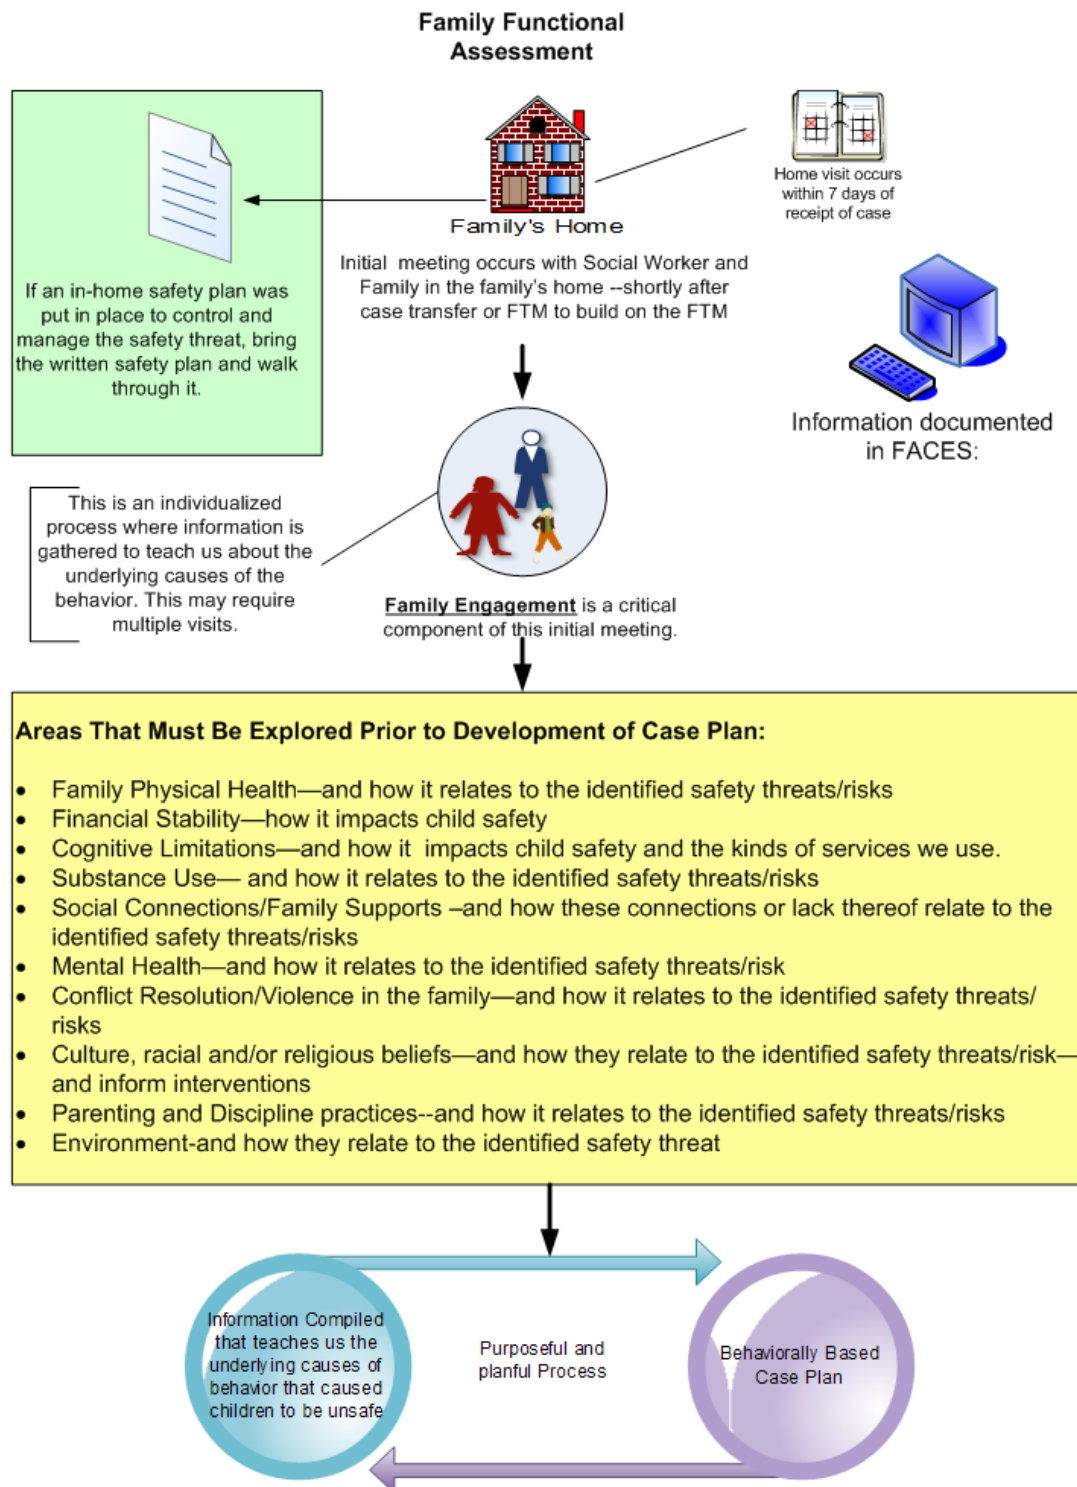 Family Functional
Assessment
If an in-home safety plan was
put in place to control and
manage the safety threat, bring
the written safety plan and walk
through it.
Family's Home
Initial  meeting occurs with Social Worker and
Family in the family's home --shortly after
case transfer or FTM to build on the FTM
Home visit occurs
within 7 days of
receipt of case
Information documented
in FACES:
This is an individualized
process where information is
gathered to teach us about the
underlying causes of the
behavior. This may require
multiple visits.
Family Engagement is a critical
component of this initial meeting.
Areas That Must Be Explored Prior to Development of Case Plan:
• Family Physical Health—and how it relates to the identified safety threats/risks
• Financial Stability—how it impacts child safety
• Cognitive Limitations—and how it  impacts child safety and the kinds of services we use.
• Substance Use— and how it relates to the identified safety threats/risks
• Social Connections/Family Supports –and how these connections or lack thereof relate to the
identified safety threats/risks
• Mental Health—and how it relates to the identified safety threats/risk
• Conflict Resolution/Violence in the family—and how it relates to the identified safety threats/
risks
• Culture, racial and/or religious beliefs—and how they relate to the identified safety threats/risk—
and inform interventions
• Parenting and Discipline practices--and how it relates to the identified safety threats/risks
• Environment-and how they relate to the identified safety threat
Information Compiled
that teaches us the
underlying causes of
behavior that caused
children to be unsafe
Purposeful and
planful Process
Behaviorally Based
Case Plan